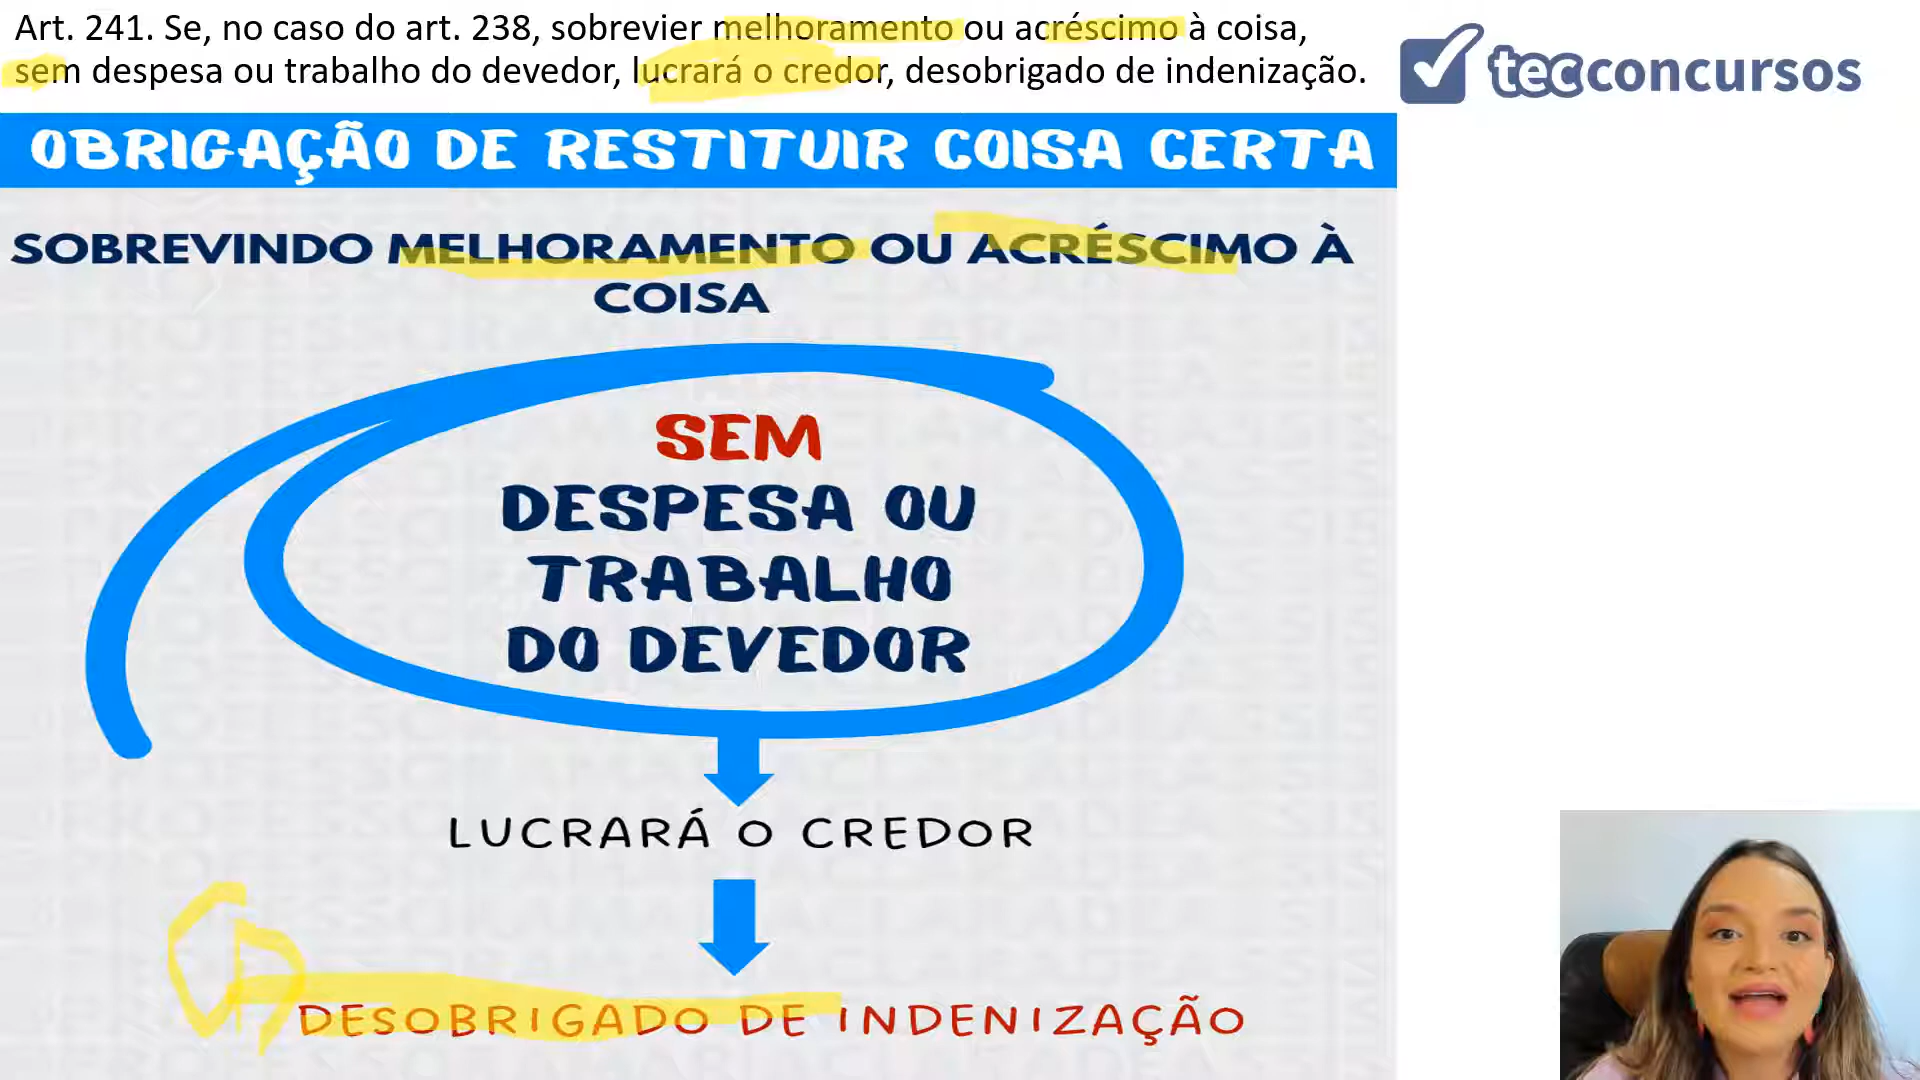 Art. 241. Se, no caso do art. 238, sobrevier melhoramento ou acréscimo à coisa,
sem despesa ou trabalho do devedor, lucrará o credor, desobrigado de indenização.
tecconcursos
OBRIGAÇÃO DE RESTITUIR COISA CERTA
SOBREVINDO MELHORAMENTO OU ACRÉSCIMO À
COISA
SEM
DESPESA OU
TRABALHO
DO DEVEDOR
LUCRARÁ O CREDOR
DESOBRIGADO DE INDENIZAÇÃO